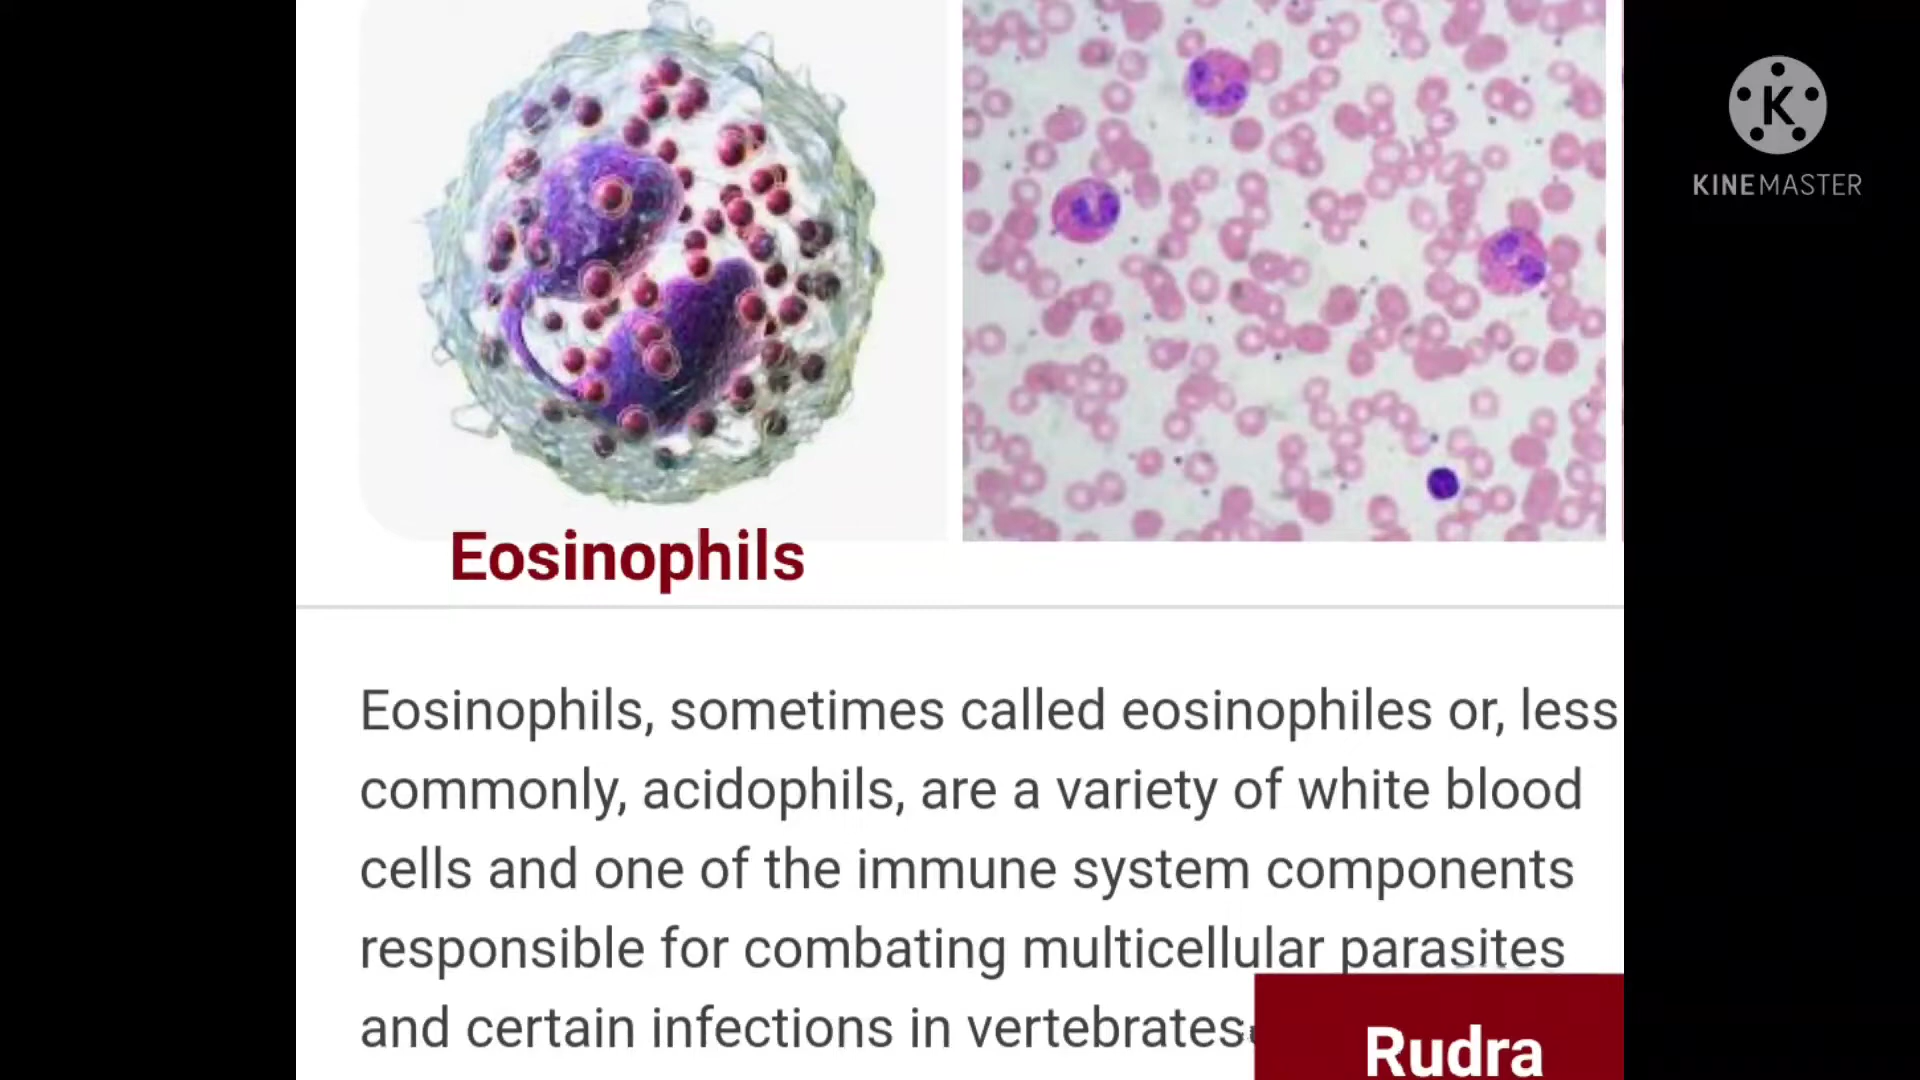 K
KINEMASTER
Eosinophils
Eosinophils, sometimes called eosinophiles or, less
commonly, acidophils, are a variety of white blood
cells and one of the immune system components
responsible for combating multicellular parasites
and certain infections in vertebrates.
Rudra